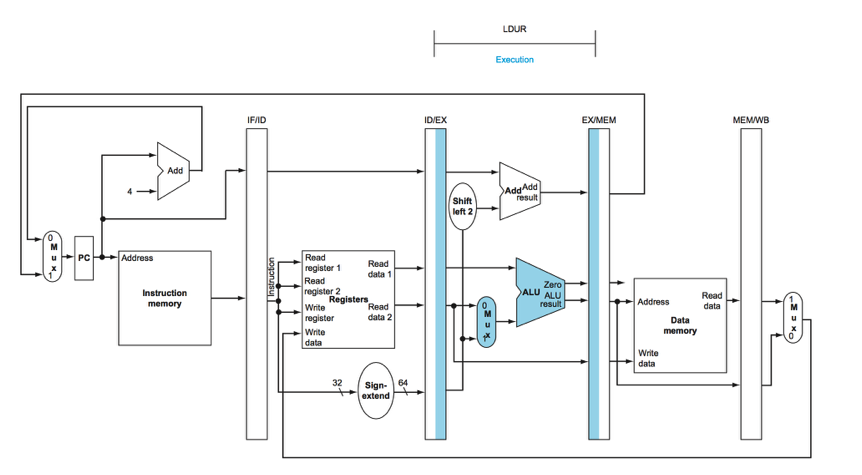 LDUR
Execution
IF/ID
ID/EX
EX/MEM
MEM/WB
Add
4
Shift
left 2
Add Add
result
0
M
u
x
1
PC
Address
Instruction
memory
Instruction
Read
register 1
Read
register 2
Write
register
Write
data
Registers
Read
data 1
Read
data 2
32
Sign-
extend
64
0
M
u
x
1
ALU
Zero
ALU
result
Address
Read
data
Data
memory
Write
data
1
M
u
x
0